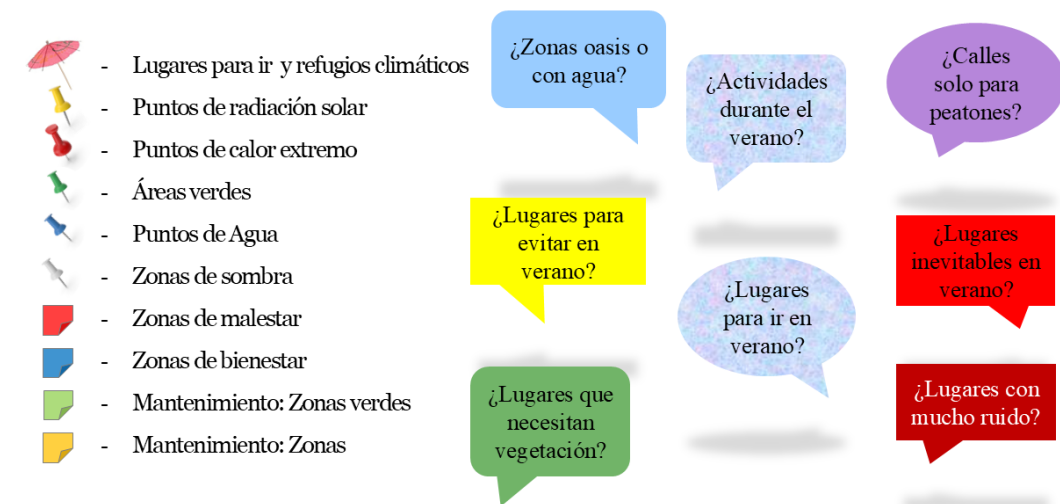 - Lugares para ir y refugios climáticos
- Puntos de radiación solar
- Puntos de calor extremo
- Áreas verdes
- Puntos de Agua
- Zonas de sombra
- Zonas de malestar
- Zonas de bienestar
- Mantenimiento: Zonas verdes
- Mantenimiento: Zonas
¿Zonas oasis o
con agua?
¿Actividades
durante el
verano?
¿Calles
solo para
peatones?
¿Lugares para
evitar en
verano?
¿Lugares
para ir en
verano?
¿Lugares
inevitables en
verano?
¿Lugares que
necesitan
vegetación?
¿Lugares con
mucho ruido?